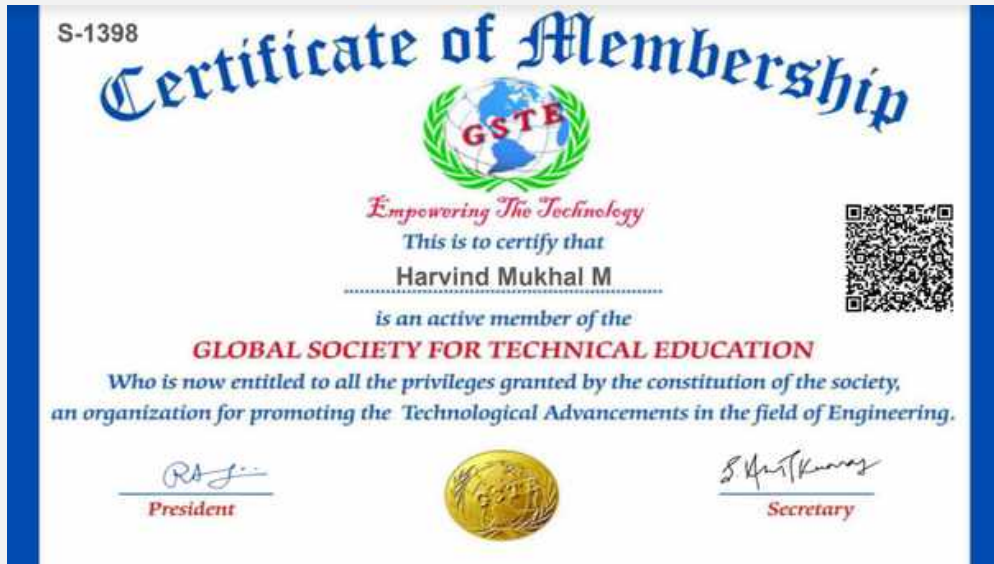 S-1398
Certificate of Membership
GSTE
Empowering The Technology
This is to certify that
Harvind Mukhal M
is an active member of the
GLOBAL SOCIETY FOR TECHNICAL EDUCATION
Who is now entitled to all the privileges granted by the constitution of the society,
an organization for promoting the Technological Advancements in the field of Engineering.
GSTE
President
Secretary